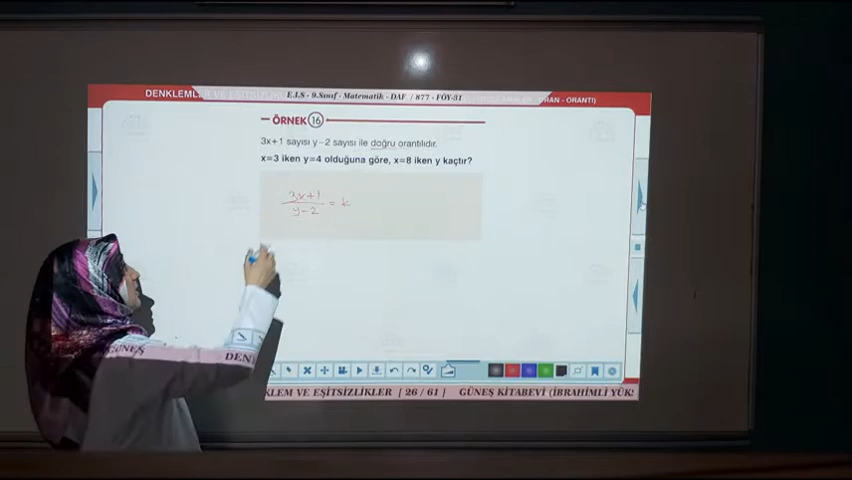 DENKLEML
E.İ.S - 9.Sınıf - Matematik - DAF / 877 - FÖY-31
RAN - ORANTI)
ÖRNEK 16
3x+1 sayısı y−2 sayısı ile doğru orantılıdır.
x=3 iken y=4 olduğuna göre, x=8 iken y kaçtır?
3x+1
y-2 = k
GÜNEŞ
DEN
KLEM VE EŞİTSİZLİKLER [ 26 / 61 ] GÜNEŞ KİTABEVİ (İBRAHİMLİ YÜKS